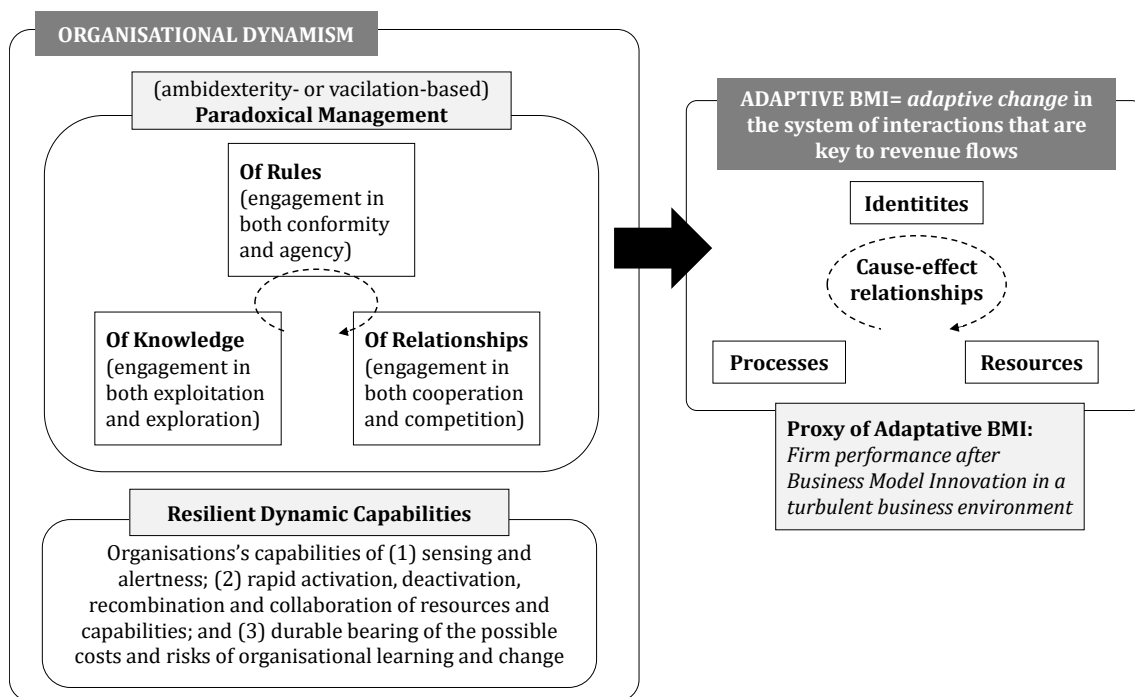 ORGANISATIONAL DYNAMISM
(ambidexterity- or vacilation-based)
Paradoxical Management
Of Rules
(engagement in
both conformity
and agency)
Of Knowledge
(engagement in
both exploitation
and exploration)
Of Relationships
(engagement in
both cooperation
and competition)
Resilient Dynamic Capabilities
Organisations's capabilities of (1) sensing and
alertness; (2) rapid activation, deactivation,
recombination and collaboration of resources and
capabilities; and (3) durable bearing of the possible
costs and risks of organisational learning and change
ADAPTIVE BMI= adaptive change in
the system of interactions that are
key to revenue flows
Identitites
Cause-effect
relationships
Processes
Resources
Proxy of Adaptative BMI:
Firm performance after
Business Model Innovation in a
turbulent business environment